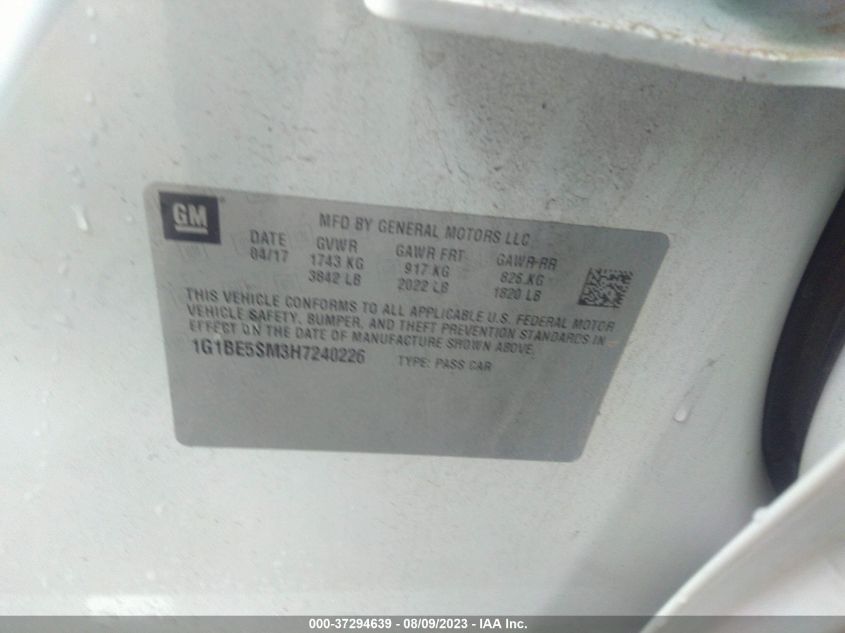 GM
MFD BY GENERAL MOTORS LLC
DATE GVWR GAWR FRT GAWR RR
04/17 1743 KG 917 KG 826 KG
3842 LB 2022 LB 1820 LB
THIS VEHICLE CONFORMS TO ALL APPLICABLE U.S. FEDERAL MOTOR
VEHICLE SAFETY, BUMPER, AND THEFT PREVENTION STANDARDS IN
EFFECT ON THE DATE OF MANUFACTURE SHOWN ABOVE.
1G1BE5SM3H7240226 TYPE: PASS CAR
000-37294639 - 08/09/2023 - IAA Inc.